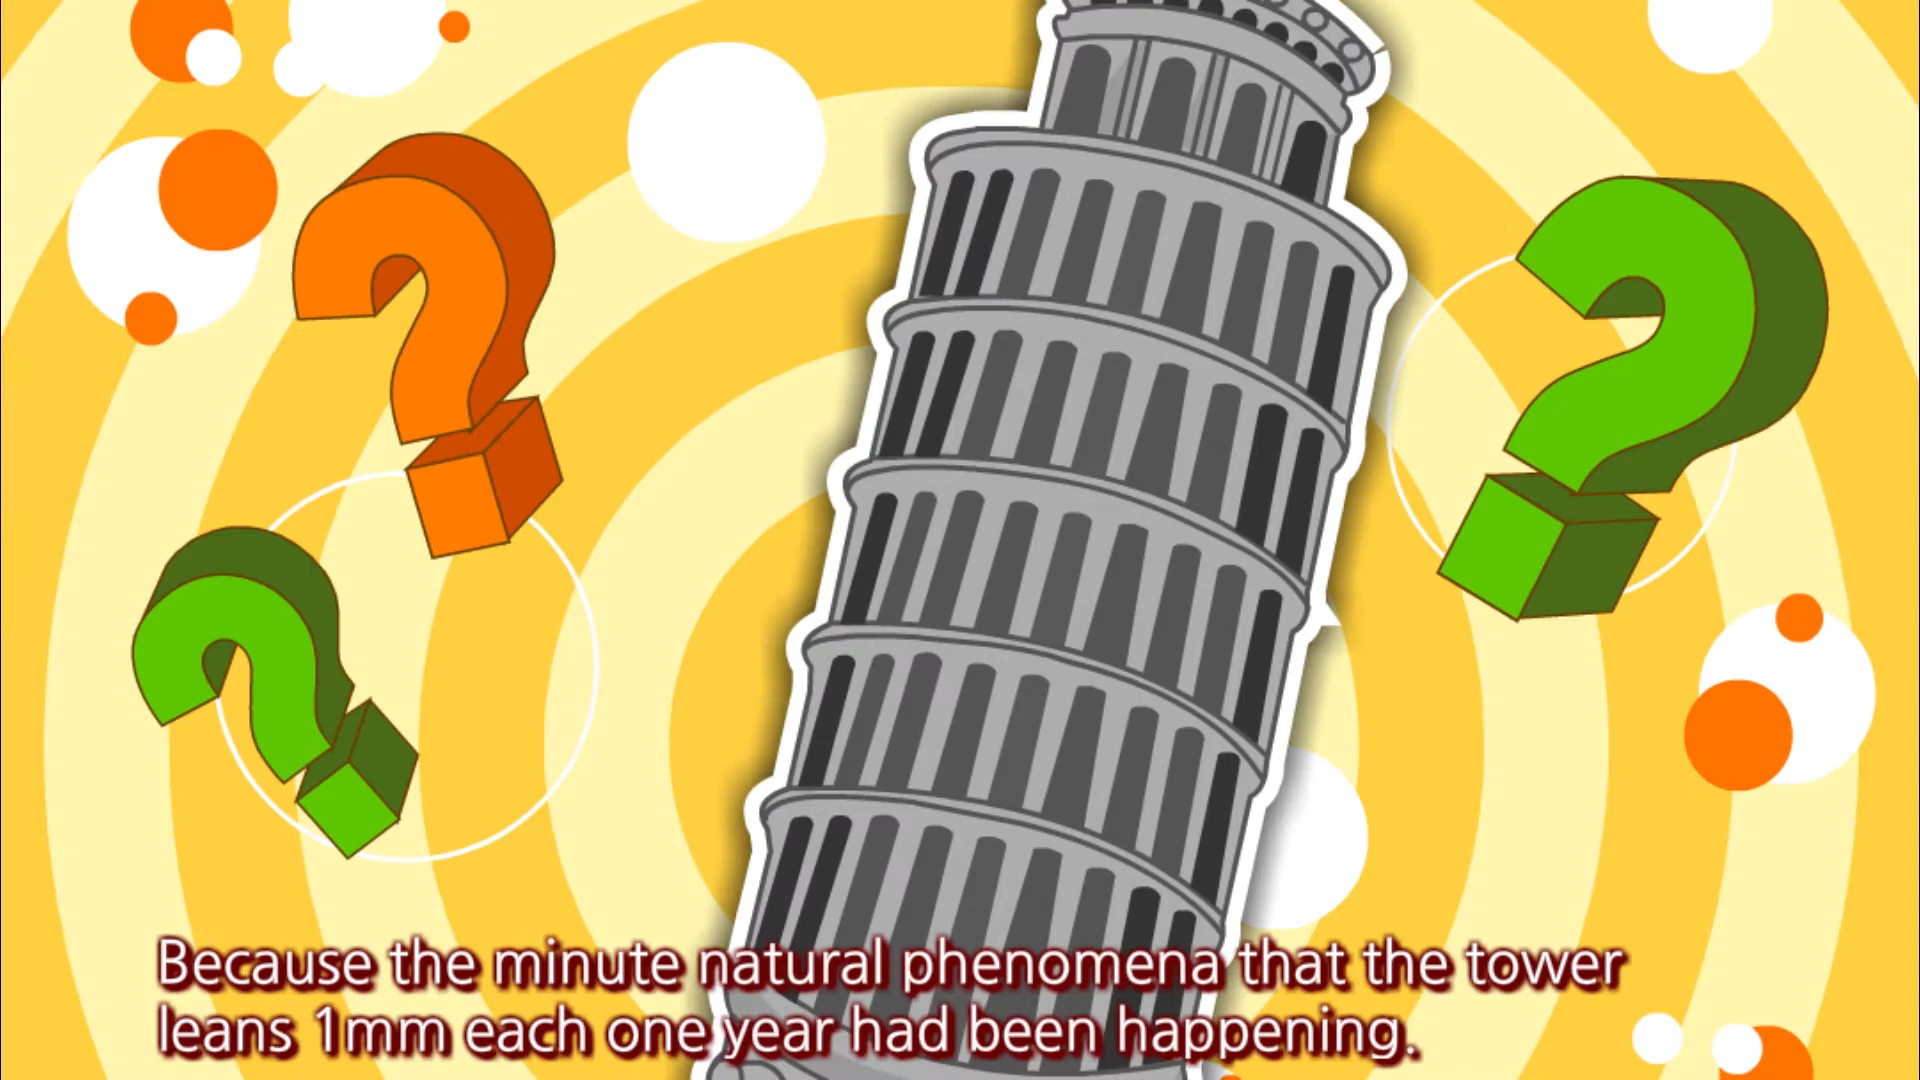 Because the minute natural phenomena that the tower
leans 1mm each one year had been happening.